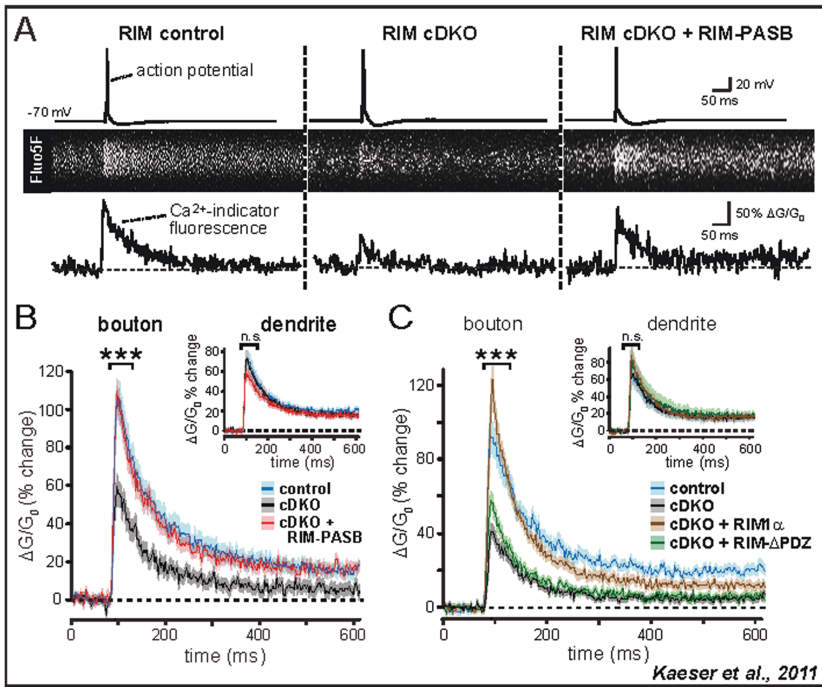 A
RIM control
RIM cDKO
RIM cDKO + RIM-PASB
action potential
20 mV
50 ms
-70 mV
Fluo5F
Ca2+-indicator
fluorescence
50% ΔG/G₀
50 ms
B
bouton
***
ΔG/G₀ (% change)
120
100
80
60
40
20
0
0
200
400
600
time (ms)
dendrite
n.s.
ΔG/G₀ % change
80
60
40
20
0
0
200
400
600
time (ms)
control
cDKO
cDKO +
RIM-PASB
C
bouton
***
ΔG/G₀ (% change)
120
80
40
0
0
200
400
600
time (ms)
dendrite
n.s.
ΔG/G₀ % change
80
60
40
20
0
0
200
400
600
time (ms)
control
cDKO
cDKO + RIM1α
cDKO + RIM-ΔPDZ
Kaeser et al., 2011